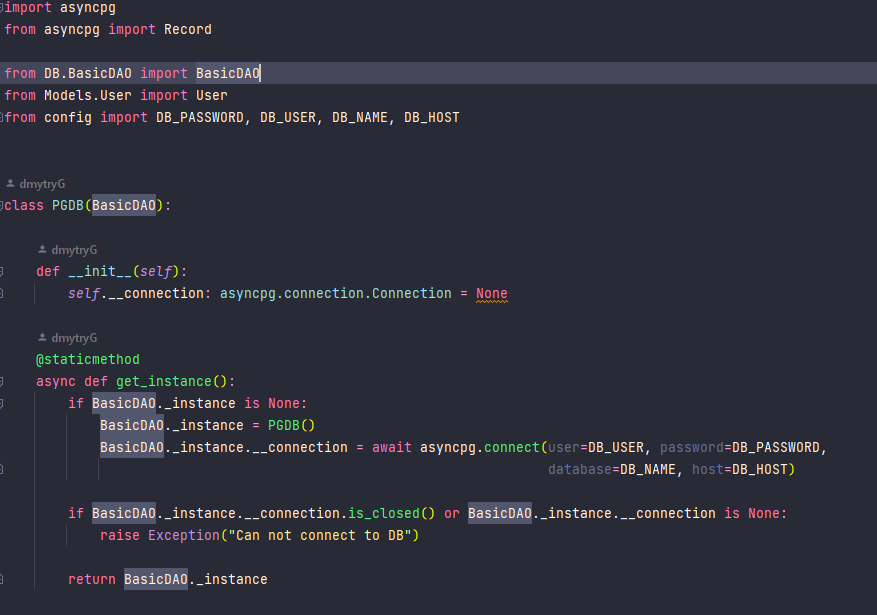 import asyncpg
from asyncpg import Record
from DB.BasicDAO import BasicDAO
from Models.User import User
from config import DB_PASSWORD, DB_USER, DB_NAME, DB_HOST
dmytryG
class PGDB(BasicDAO):
dmytryG
def __init__(self):
self.__connection: asyncpg.connection.Connection = None
dmytryG
@staticmethod
async def get_instance():
if BasicDAO._instance is None:
BasicDAO._instance = PGDB()
BasicDAO._instance.__connection = await asyncpg.connect(user=DB_USER, password=DB_PASSWORD,
database=DB_NAME, host=DB_HOST)
if BasicDAO._instance.__connection.is_closed() or BasicDAO._instance.__connection is None:
raise Exception("Can not connect to DB")
return BasicDAO._instance